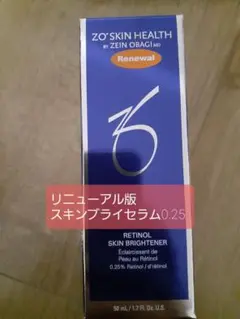 ZO® SKIN HEALTH
BY ZEIN OBAGI MD
Renewal
リニューアル版
スキンブライセラム0.25
RETINOL
SKIN BRIGHTENER
Éclaircissant de
Peau au Rétinol
0.25% Retinol / d'rétinol
50 mL / 1.7 Fl. Oz. U.S.